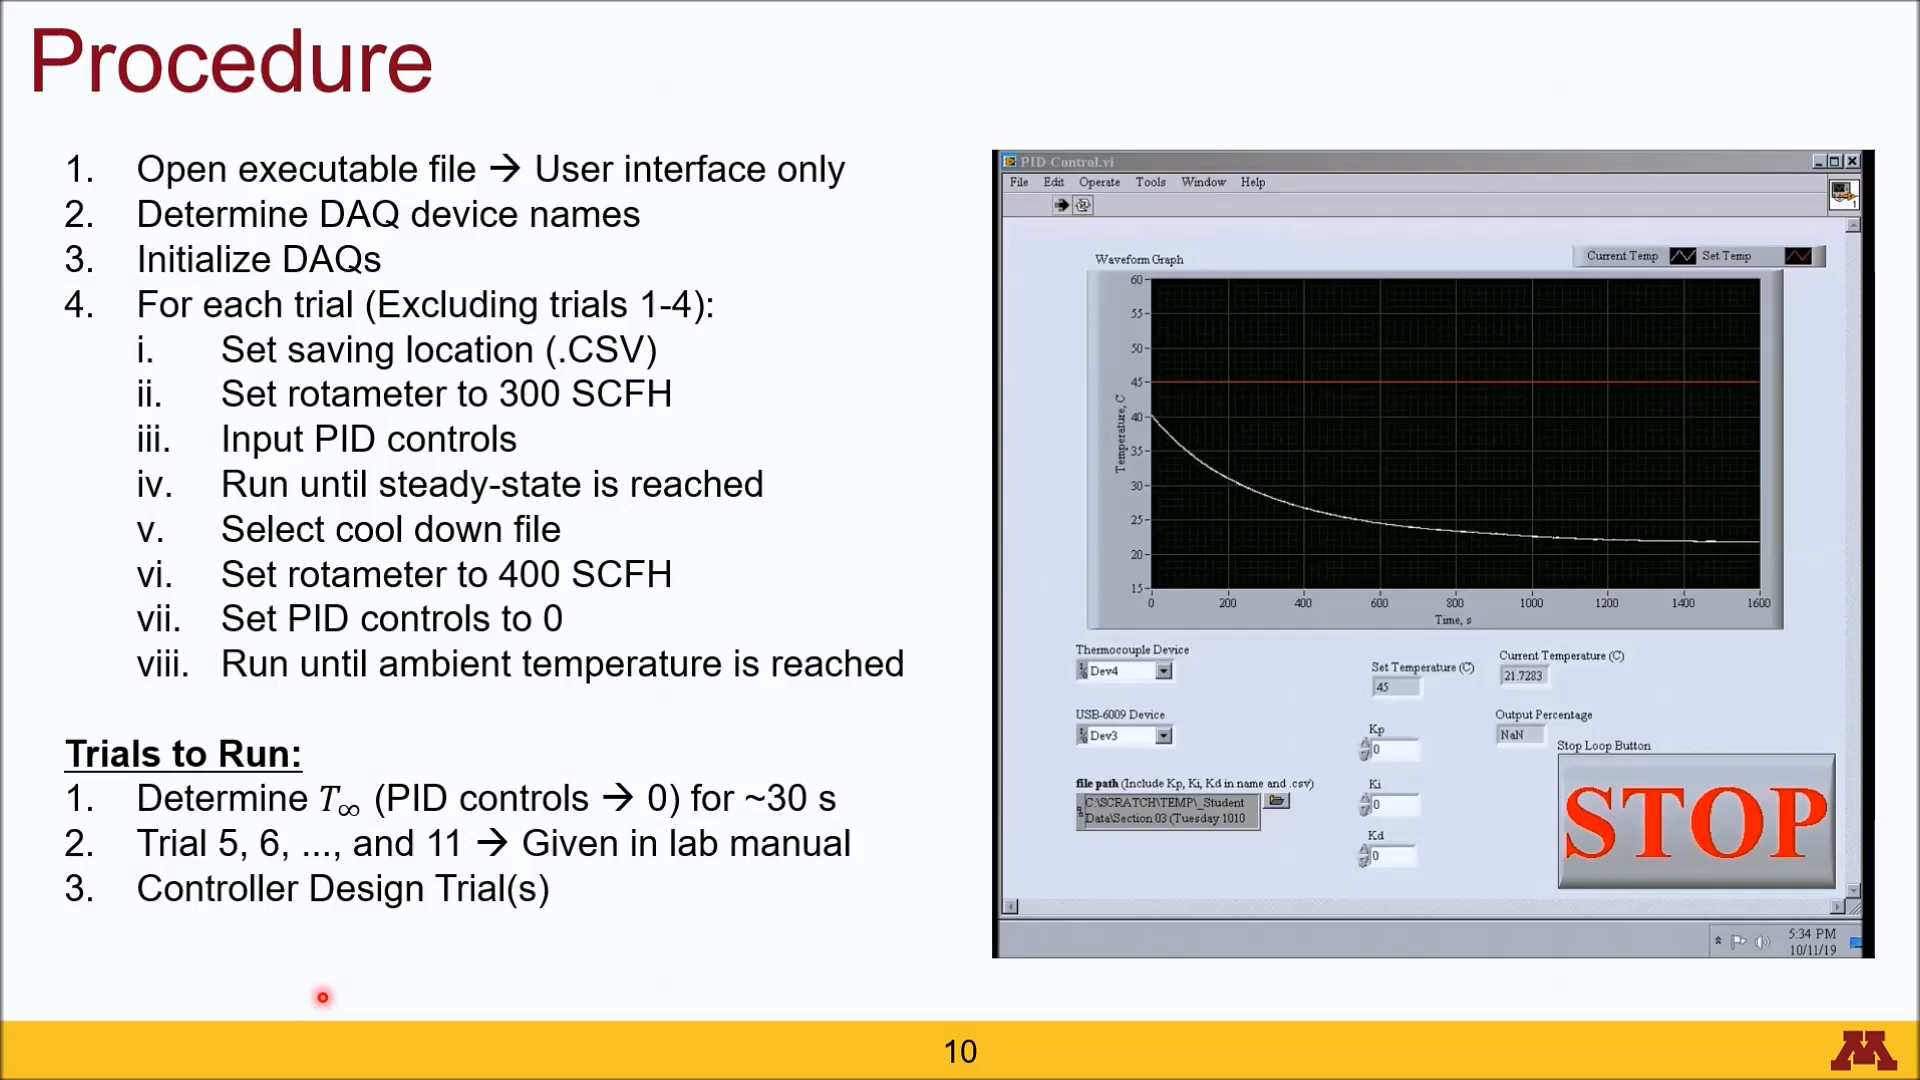 Procedure
1. Open executable file → User interface only
2. Determine DAQ device names
3. Initialize DAQs
4. For each trial (Excluding trials 1-4):
i. Set saving location (.CSV)
ii. Set rotameter to 300 SCFH
iii. Input PID controls
iv. Run until steady-state is reached
v. Select cool down file
vi. Set rotameter to 400 SCFH
vii. Set PID controls to 0
viii. Run until ambient temperature is reached
Trials to Run:
1. Determine T∞ (PID controls → 0) for ~30 s
2. Trial 5, 6, ..., and 11 → Given in lab manual
3. Controller Design Trial(s)
PID Control.vi
File Edit Operate Tools Window Help
1
Waveform Graph
Current Temp Set Temp
60
55
50
45
40
35
30
25
20
15
Temperature, C
0 200 400 600 800 1000 1200 1400 1600
Time, s
Thermocouple Device
Dev4
USB-6009 Device
Dev3
file path (Include Kp, Ki, Kd in name and .csv)
C:\SCRATCH\TEMP\_Student
Data\Section 03 (Tuesday 1010
Set Temperature (C)
45
Kp
0
Ki
0
Kd
0
Current Temperature (C)
21.7283
Output Percentage
NaN
Stop Loop Button
STOP
5:34 PM
10/11/19
10
M